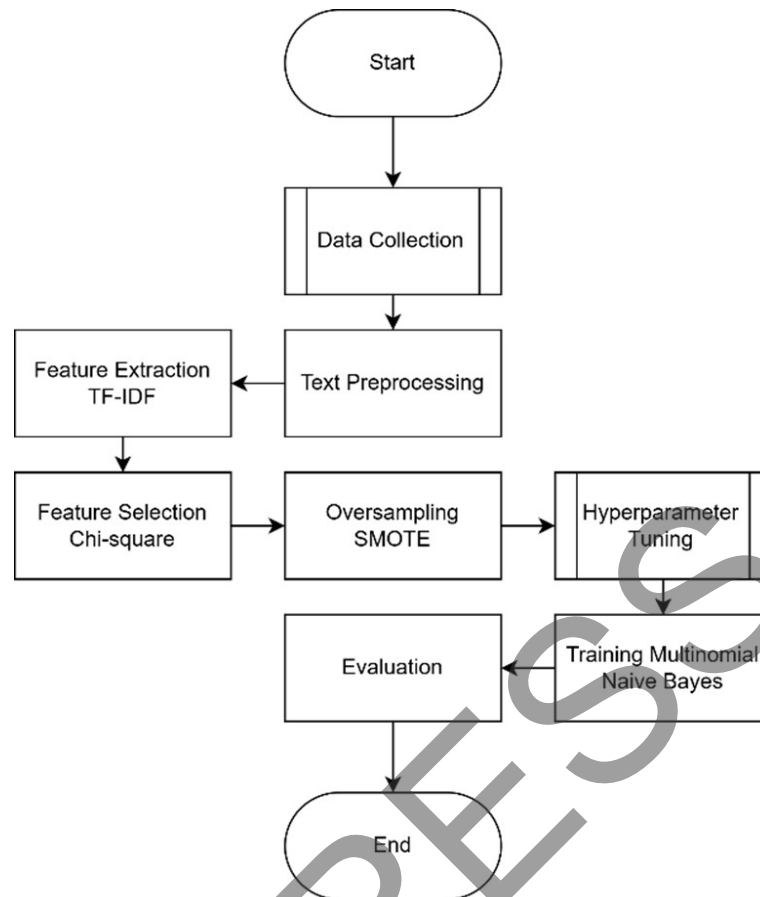 Start
Data Collection
Text Preprocessing
Feature Extraction
TF-IDF
Feature Selection
Chi-square
Oversampling
SMOTE
Hyperparameter
Tuning
Training Multinomial
Naive Bayes
Evaluation
End